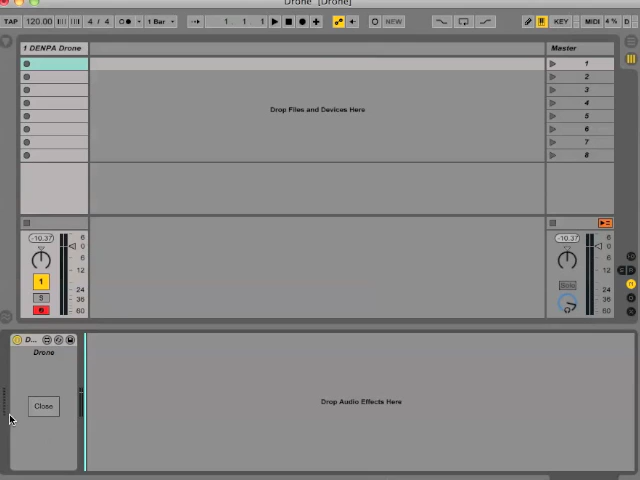 Drone [Drone]
TAP 120.00 4 / 4 1 Bar 1. 1. 1 NEW KEY MIDI 4 % D
1 DENPA Drone Master
1
2
Drop Files and Devices Here
3
4
5
6
7
8
-10.37 6 -10.37 6
0 0
6 6
12 12
1 24 Solo 24
S 36 36
60 60
D...
Drone
Drop Audio Effects Here
Close